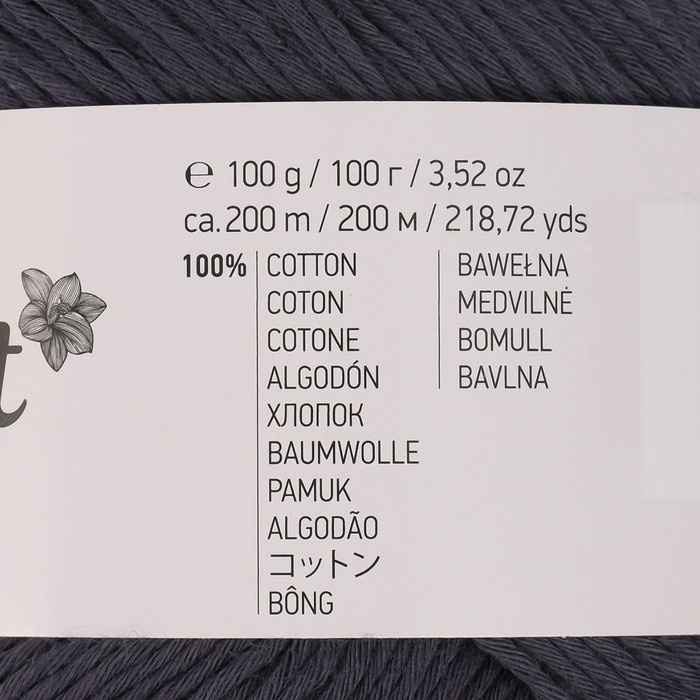 ℮ 100 g / 100 г / 3,52 oz
ca. 200 m / 200 м / 218,72 yds
100%
COTTON
COTON
COTONE
ALGODÓN
ХЛОПОК
BAUMWOLLE
PAMUK
ALGODÃO
コットン
BÔNG
BAWEŁNA
MEDVILNĖ
BOMULL
BAVLNA
t